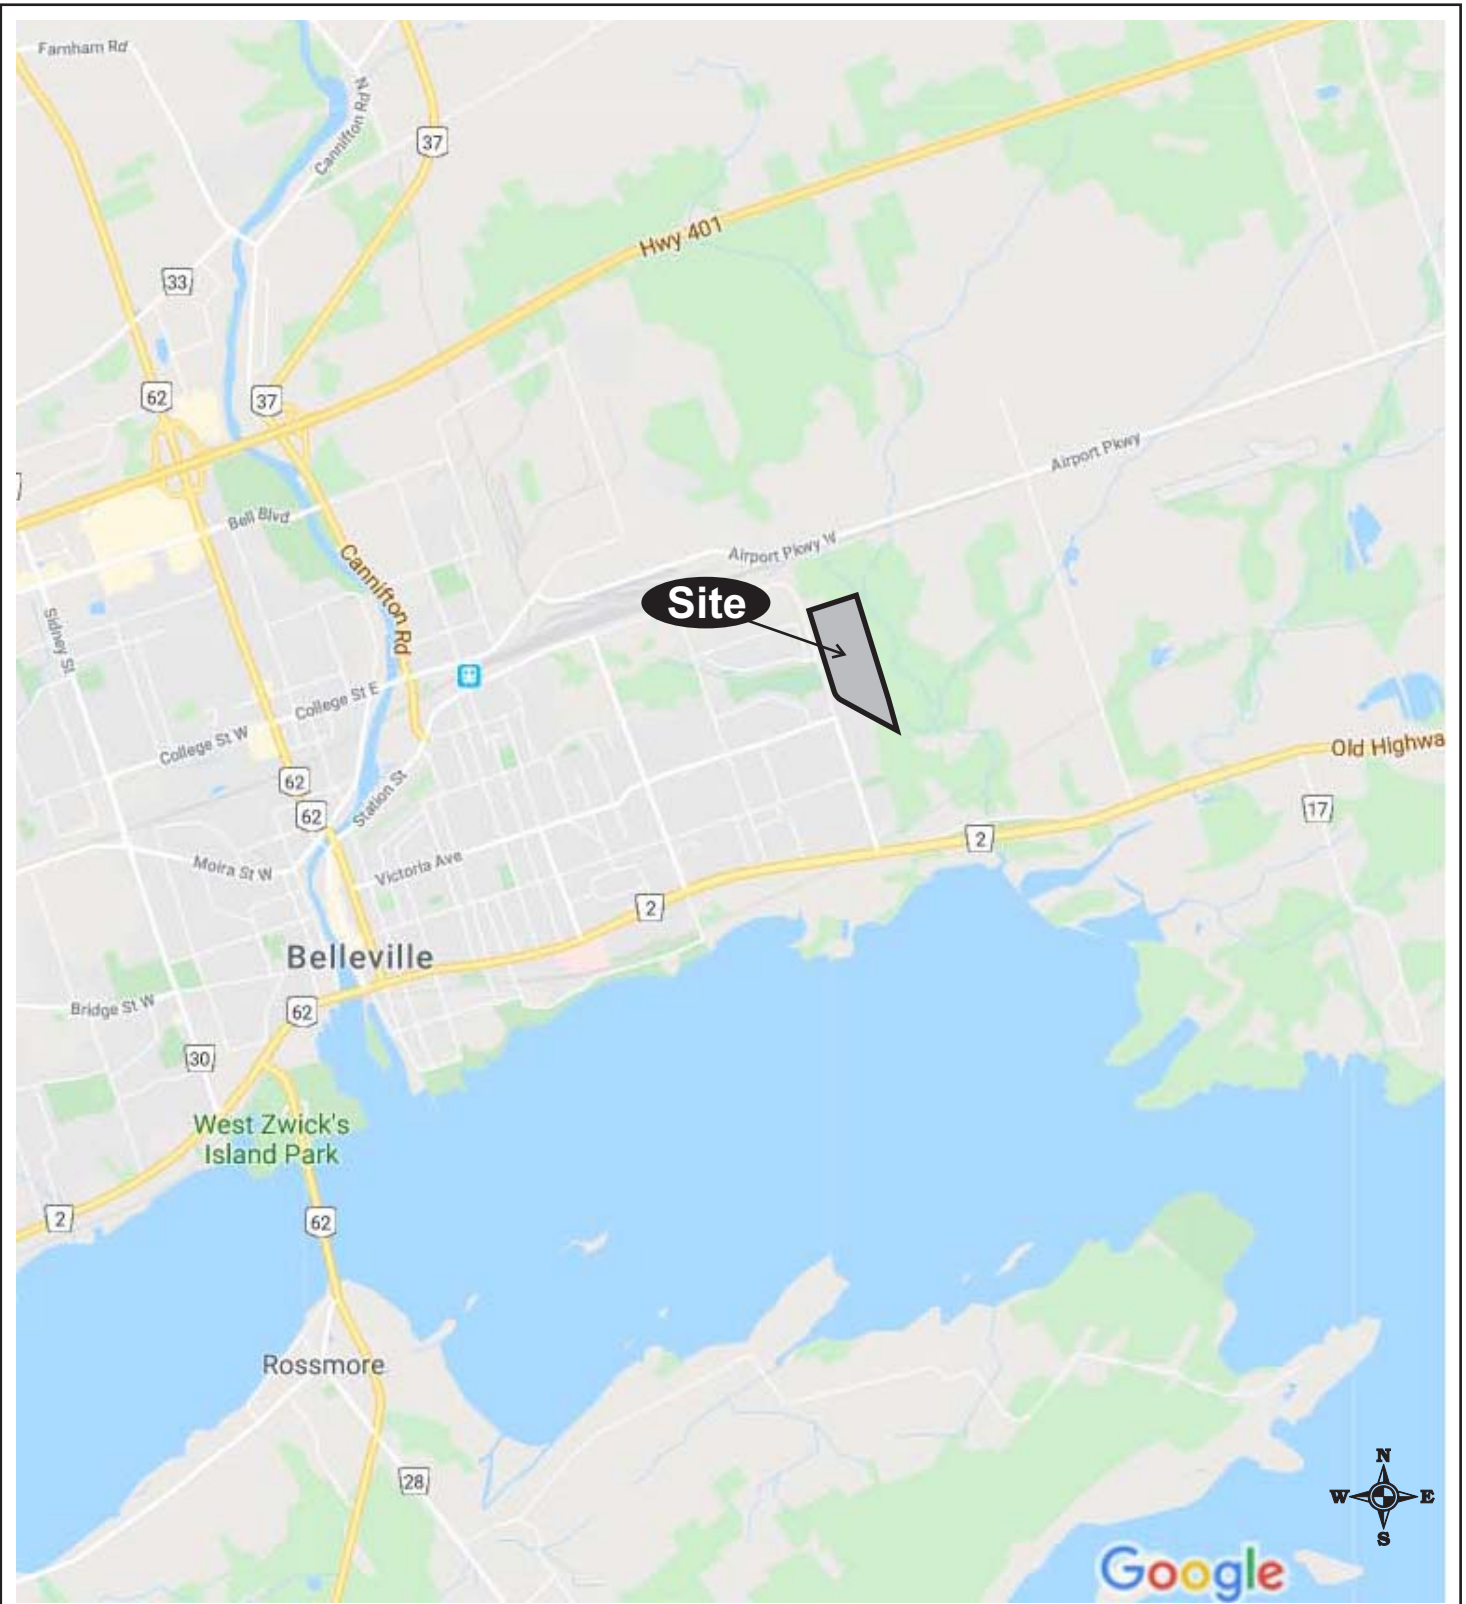 Farnham Rd
Cannifton Rd N
37
Hwy 401
33
62
37
Airport Pkwy
Bell Blvd
Airport Pkwy W
Cannifton Rd
Site
Sidney St
College St E
College St W
Old Highwa
62
62
Station St
17
2
Moira St W
Victoria Ave
2
Belleville
Bridge St W
62
30
West Zwick's
Island Park
2
62
Rossmore
28
N
W E
S
Google